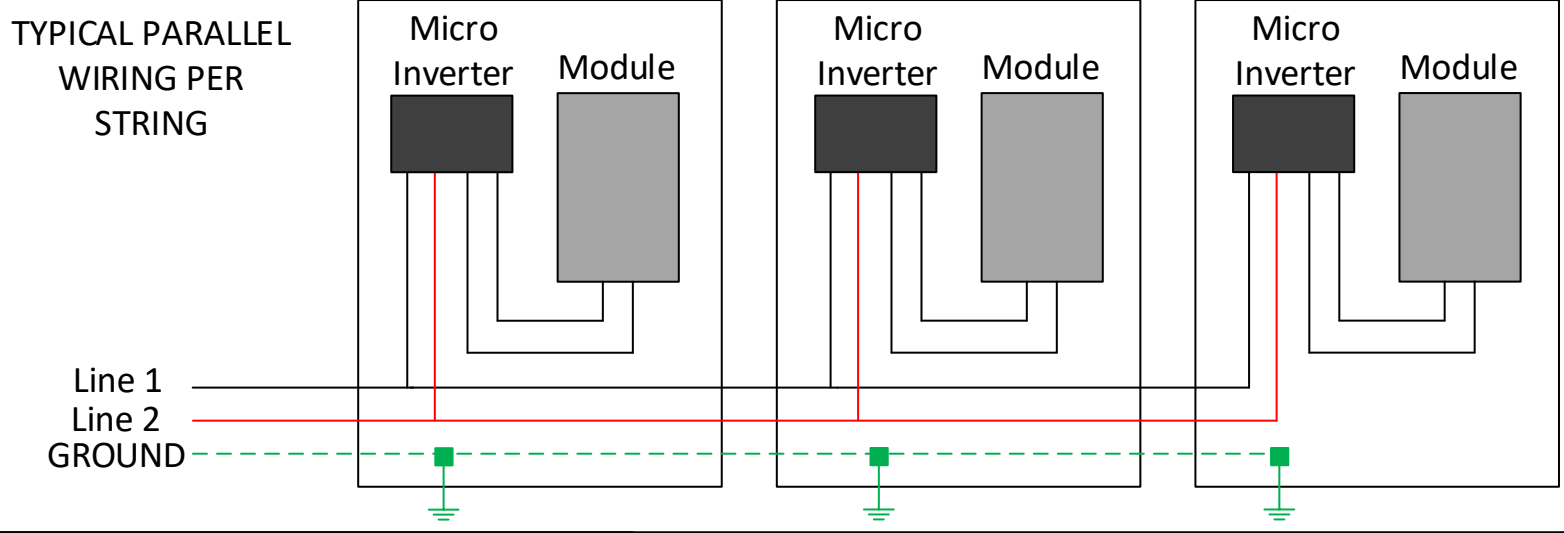 TYPICAL PARALLEL
WIRING PER
STRING
Micro
Inverter
Module
Micro
Inverter
Module
Micro
Inverter
Module
Line 1
Line 2
GROUND